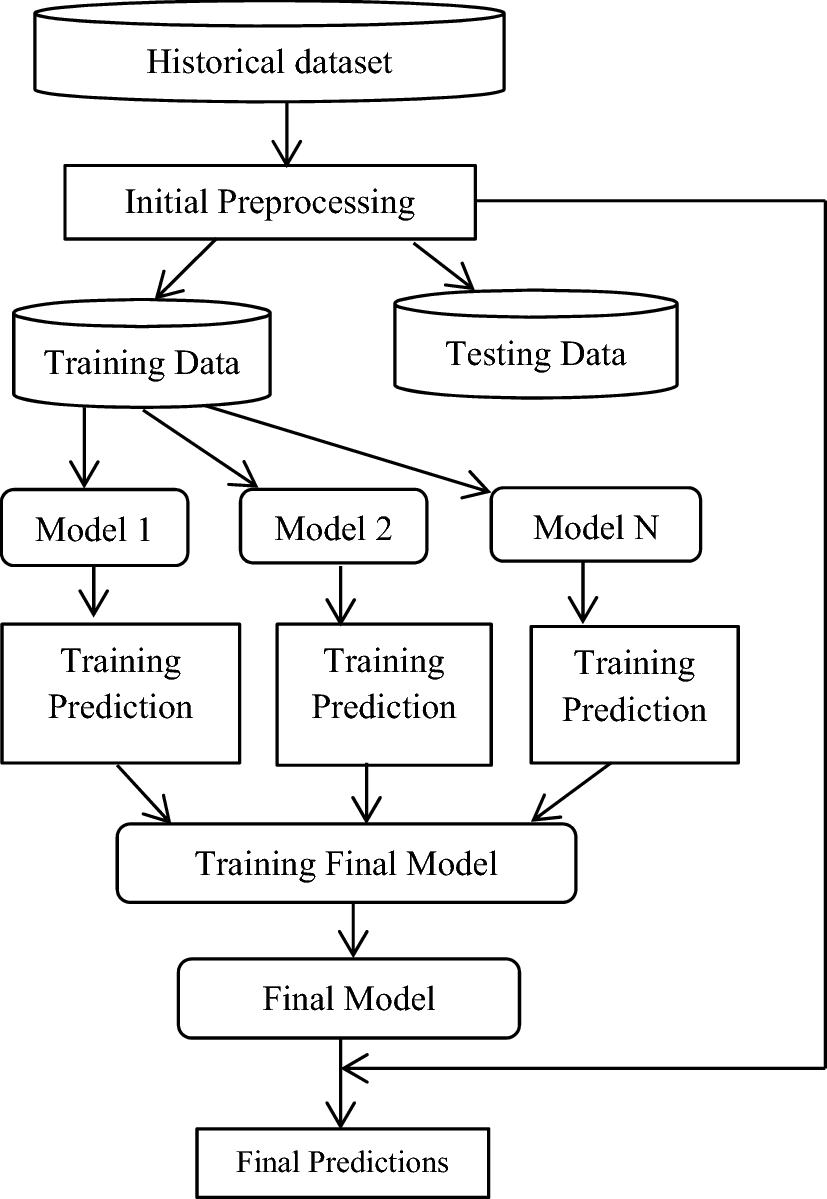 Historical dataset
Initial Preprocessing
Training Data
Testing Data
Model 1
Model 2
Model N
Training
Prediction
Training
Prediction
Training
Prediction
Training Final Model
Final Model
Final Predictions